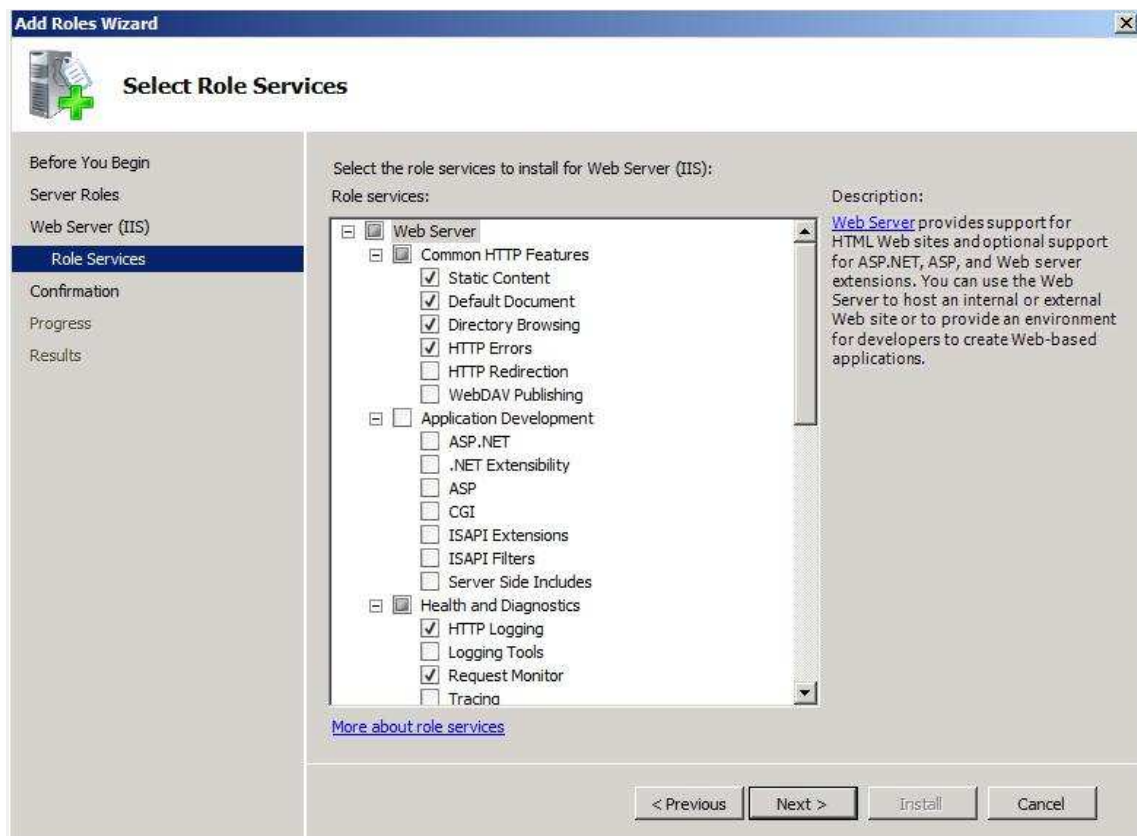 Add Roles Wizard
Select Role Services
Before You Begin
Server Roles
Web Server (IIS)
Role Services
Confirmation
Progress
Results
Select the role services to install for Web Server (IIS):
Role services:
Web Server
Common HTTP Features
Static Content
Default Document
Directory Browsing
HTTP Errors
HTTP Redirection
WebDAV Publishing
Application Development
ASP.NET
.NET Extensibility
ASP
CGI
ISAPI Extensions
ISAPI Filters
Server Side Includes
Health and Diagnostics
HTTP Logging
Logging Tools
Request Monitor
Tracing
More about role services
Description:
Web Server provides support for
HTML Web sites and optional support
for ASP.NET, ASP, and Web server
extensions. You can use the Web
Server to host an internal or external
Web site or to provide an environment
for developers to create Web-based
applications.
< Previous
Next >
Install
Cancel